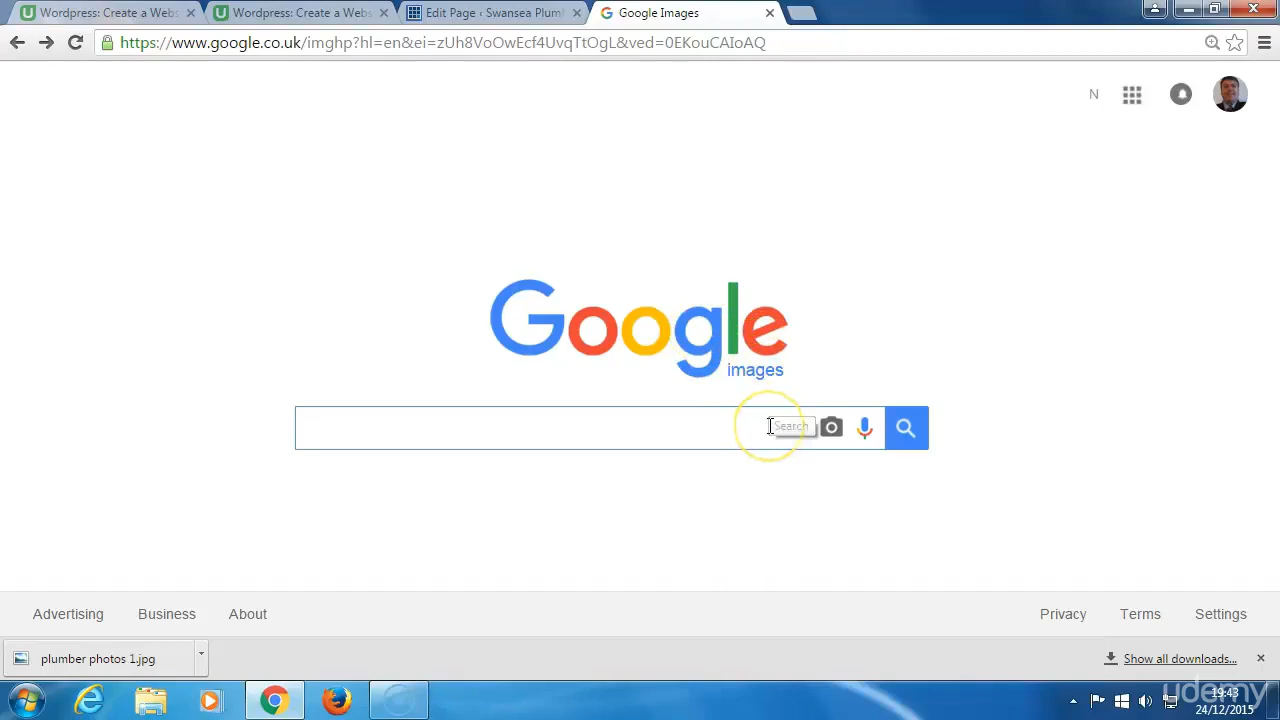 Wordpress: Create a Webs
Wordpress: Create a Webs
Edit Page ‹ Swansea Plum
Google Images
https://www.google.co.uk/imghp?hl=en&ei=zUh8VoOwEcf4UvqTtOgL&ved=0EKouCAIoAQ
N
Google
images
Search
Advertising
Business
About
Privacy
Terms
Settings
plumber photos 1.jpg
Show all downloads...
udemy
19:43
24/12/2015